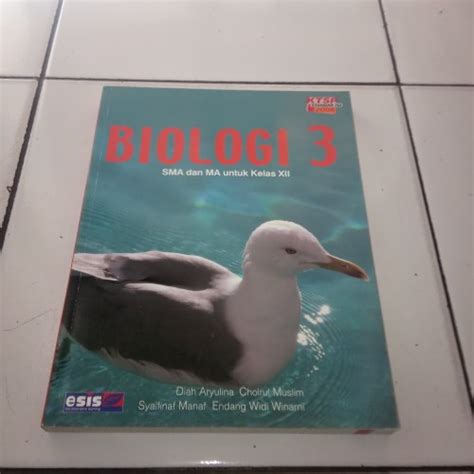 KTSP
BIOLOGI 3
SMA dan MA untuk Kelas XII
Diah Aryulina Choirul Muslim
Syalfinaf Manaf Endang Widi Winarni
esis